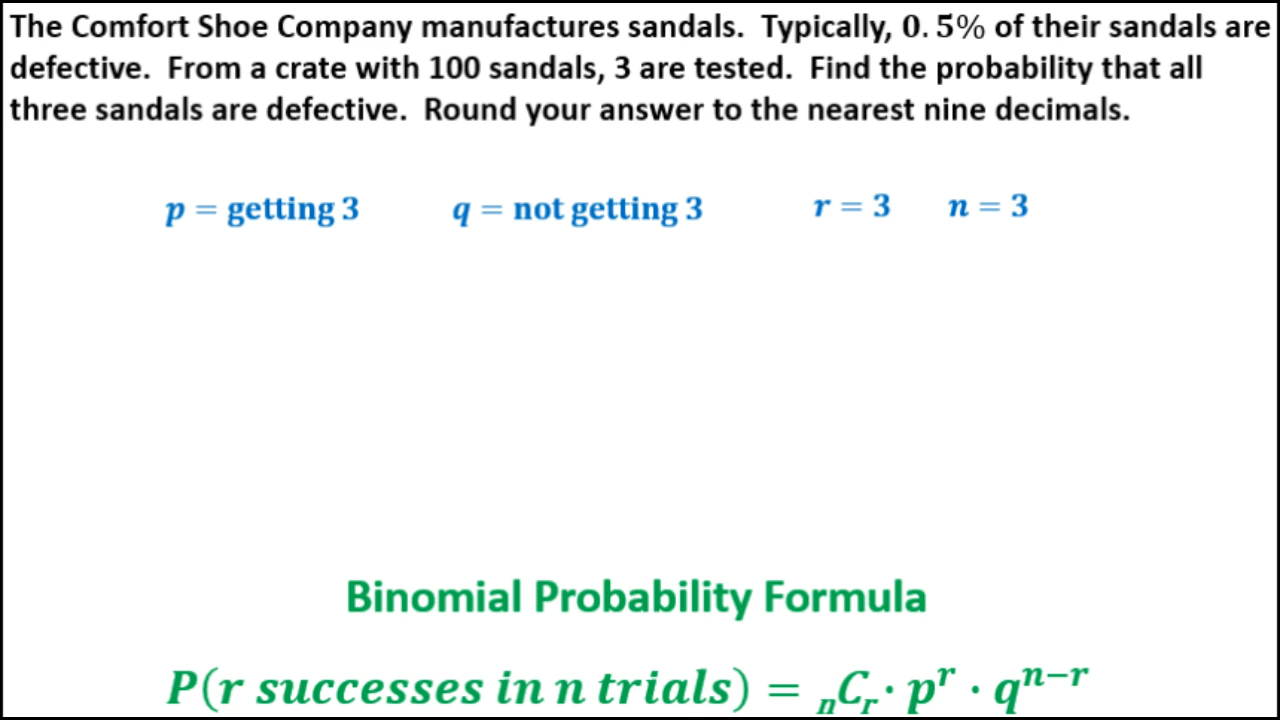 The Comfort Shoe Company manufactures sandals. Typically, 0.5% of their sandals are
defective. From a crate with 100 sandals, 3 are tested. Find the probability that all
three sandals are defective. Round your answer to the nearest nine decimals.
p = getting 3 q = not getting 3 r = 3 n = 3
Binomial Probability Formula
P(r successes in n trials) = ₙCᵣ · pʳ · qⁿ⁻ʳ